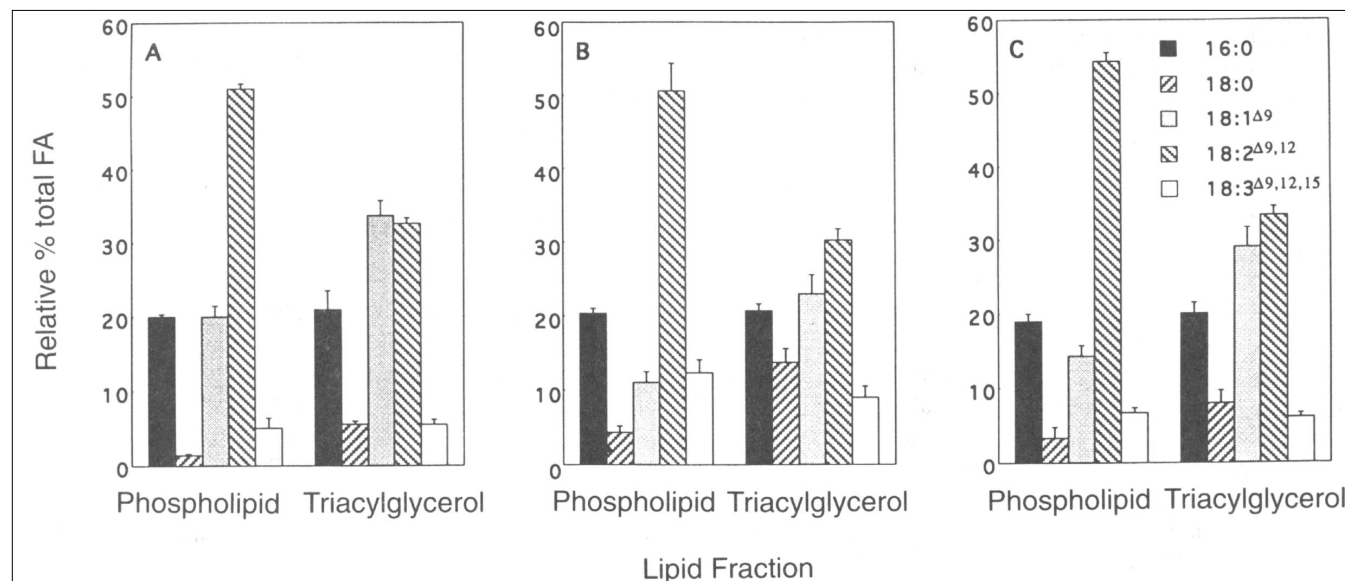 Relative % total FA
A
60
50
40
30
20
10
0
Phospholipid Triacylglycerol
B
60
50
40
30
20
10
0
Phospholipid Triacylglycerol
C
60
50
40
30
20
10
0
Phospholipid Triacylglycerol
16:0
18:0
18:1Δ9
18:2Δ9,12
18:3Δ9,12,15
Lipid Fraction